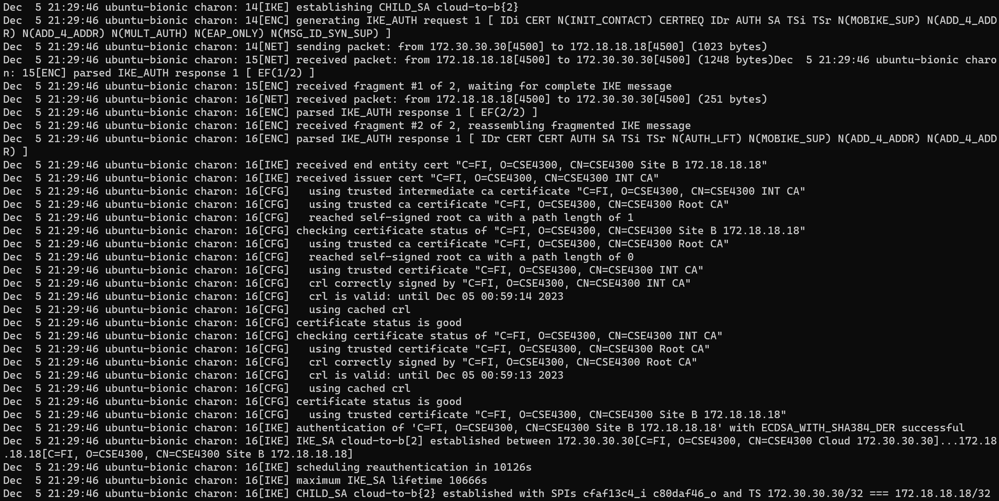 Dec  5 21:29:46 ubuntu-bionic charon: 14[IKE] establishing CHILD_SA cloud-to-b{2}
Dec  5 21:29:46 ubuntu-bionic charon: 14[ENC] generating IKE_AUTH request 1 [ IDi CERT N(INIT_CONTACT) CERTREQ IDr AUTH SA TSi TSr N(MOBIKE_SUP) N(ADD_4_ADD
R) N(ADD_4_ADDR) N(MULT_AUTH) N(EAP_ONLY) N(MSG_ID_SYN_SUP) ]
Dec  5 21:29:46 ubuntu-bionic charon: 14[NET] sending packet: from 172.30.30.30[4500] to 172.18.18.18[4500] (1023 bytes)
Dec  5 21:29:46 ubuntu-bionic charon: 15[NET] received packet: from 172.18.18.18[4500] to 172.30.30.30[4500] (1248 bytes)Dec  5 21:29:46 ubuntu-bionic charo
n: 15[ENC] parsed IKE_AUTH response 1 [ EF(1/2) ]
Dec  5 21:29:46 ubuntu-bionic charon: 15[ENC] received fragment #1 of 2, waiting for complete IKE message
Dec  5 21:29:46 ubuntu-bionic charon: 16[NET] received packet: from 172.18.18.18[4500] to 172.30.30.30[4500] (251 bytes)
Dec  5 21:29:46 ubuntu-bionic charon: 16[ENC] parsed IKE_AUTH response 1 [ EF(2/2) ]
Dec  5 21:29:46 ubuntu-bionic charon: 16[ENC] received fragment #2 of 2, reassembling fragmented IKE message
Dec  5 21:29:46 ubuntu-bionic charon: 16[ENC] parsed IKE_AUTH response 1 [ IDr CERT CERT AUTH SA TSi TSr N(AUTH_LFT) N(MOBIKE_SUP) N(ADD_4_ADDR) N(ADD_4_ADD
R) ]
Dec  5 21:29:46 ubuntu-bionic charon: 16[IKE] received end entity cert "C=FI, O=CSE4300, CN=CSE4300 Site B 172.18.18.18"
Dec  5 21:29:46 ubuntu-bionic charon: 16[IKE] received issuer cert "C=FI, O=CSE4300, CN=CSE4300 INT CA"
Dec  5 21:29:46 ubuntu-bionic charon: 16[CFG]   using trusted intermediate ca certificate "C=FI, O=CSE4300, CN=CSE4300 INT CA"
Dec  5 21:29:46 ubuntu-bionic charon: 16[CFG]   using trusted ca certificate "C=FI, O=CSE4300, CN=CSE4300 Root CA"
Dec  5 21:29:46 ubuntu-bionic charon: 16[CFG]   reached self-signed root ca with a path length of 1
Dec  5 21:29:46 ubuntu-bionic charon: 16[CFG] checking certificate status of "C=FI, O=CSE4300, CN=CSE4300 Site B 172.18.18.18"
Dec  5 21:29:46 ubuntu-bionic charon: 16[CFG]   using trusted ca certificate "C=FI, O=CSE4300, CN=CSE4300 Root CA"
Dec  5 21:29:46 ubuntu-bionic charon: 16[CFG]   reached self-signed root ca with a path length of 0
Dec  5 21:29:46 ubuntu-bionic charon: 16[CFG]   using trusted certificate "C=FI, O=CSE4300, CN=CSE4300 INT CA"
Dec  5 21:29:46 ubuntu-bionic charon: 16[CFG]   crl correctly signed by "C=FI, O=CSE4300, CN=CSE4300 INT CA"
Dec  5 21:29:46 ubuntu-bionic charon: 16[CFG]   crl is valid: until Dec 05 00:59:14 2023
Dec  5 21:29:46 ubuntu-bionic charon: 16[CFG]   using cached crl
Dec  5 21:29:46 ubuntu-bionic charon: 16[CFG] certificate status is good
Dec  5 21:29:46 ubuntu-bionic charon: 16[CFG] checking certificate status of "C=FI, O=CSE4300, CN=CSE4300 INT CA"
Dec  5 21:29:46 ubuntu-bionic charon: 16[CFG]   using trusted certificate "C=FI, O=CSE4300, CN=CSE4300 Root CA"
Dec  5 21:29:46 ubuntu-bionic charon: 16[CFG]   crl correctly signed by "C=FI, O=CSE4300, CN=CSE4300 Root CA"
Dec  5 21:29:46 ubuntu-bionic charon: 16[CFG]   crl is valid: until Dec 05 00:59:13 2023
Dec  5 21:29:46 ubuntu-bionic charon: 16[CFG]   using cached crl
Dec  5 21:29:46 ubuntu-bionic charon: 16[CFG] certificate status is good
Dec  5 21:29:46 ubuntu-bionic charon: 16[CFG]   using trusted certificate "C=FI, O=CSE4300, CN=CSE4300 Site B 172.18.18.18"
Dec  5 21:29:46 ubuntu-bionic charon: 16[IKE] authentication of 'C=FI, O=CSE4300, CN=CSE4300 Site B 172.18.18.18' with ECDSA_WITH_SHA384_DER successful
Dec  5 21:29:46 ubuntu-bionic charon: 16[IKE] IKE_SA cloud-to-b[2] established between 172.30.30.30[C=FI, O=CSE4300, CN=CSE4300 Cloud 172.30.30.30]...172.18
.18.18[C=FI, O=CSE4300, CN=CSE4300 Site B 172.18.18.18]
Dec  5 21:29:46 ubuntu-bionic charon: 16[IKE] scheduling reauthentication in 10126s
Dec  5 21:29:46 ubuntu-bionic charon: 16[IKE] maximum IKE_SA lifetime 10666s
Dec  5 21:29:46 ubuntu-bionic charon: 16[IKE] CHILD_SA cloud-to-b{2} established with SPIs cfaf13c4_i c80daf46_o and TS 172.30.30.30/32 === 172.18.18.18/32